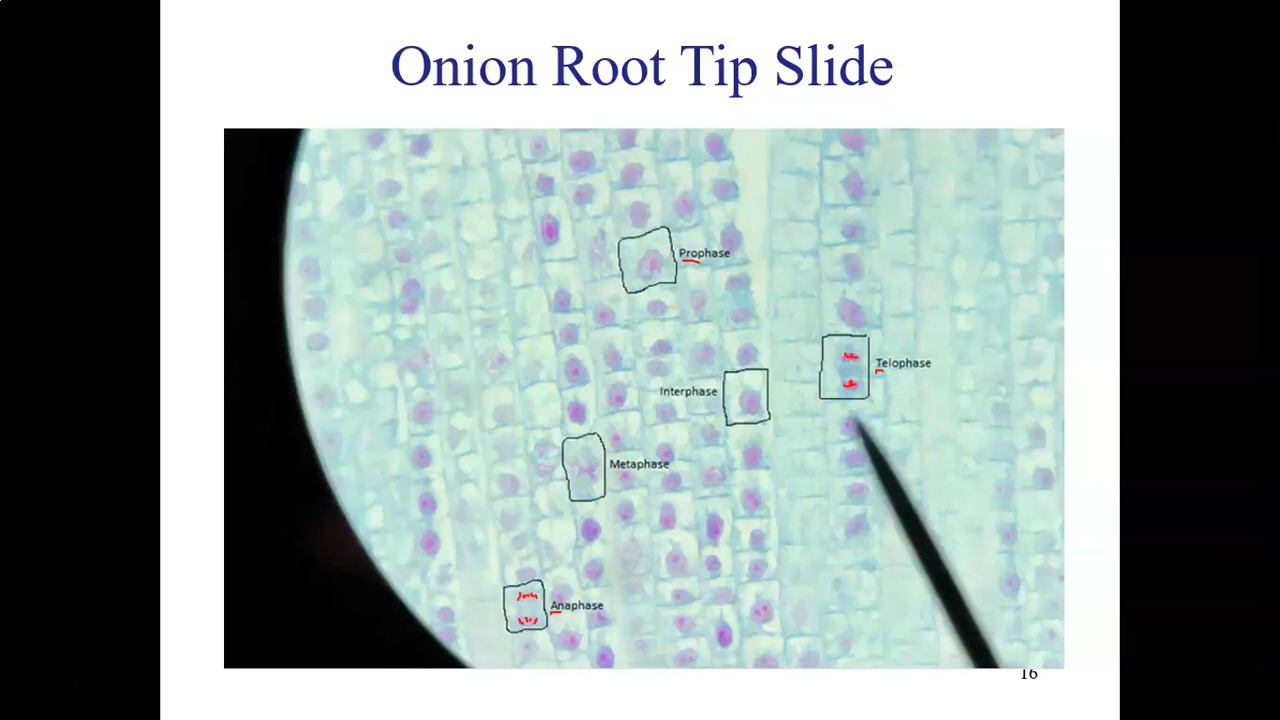 Onion Root Tip Slide
Prophase
Telophase
Interphase
Metaphase
Anaphase
16